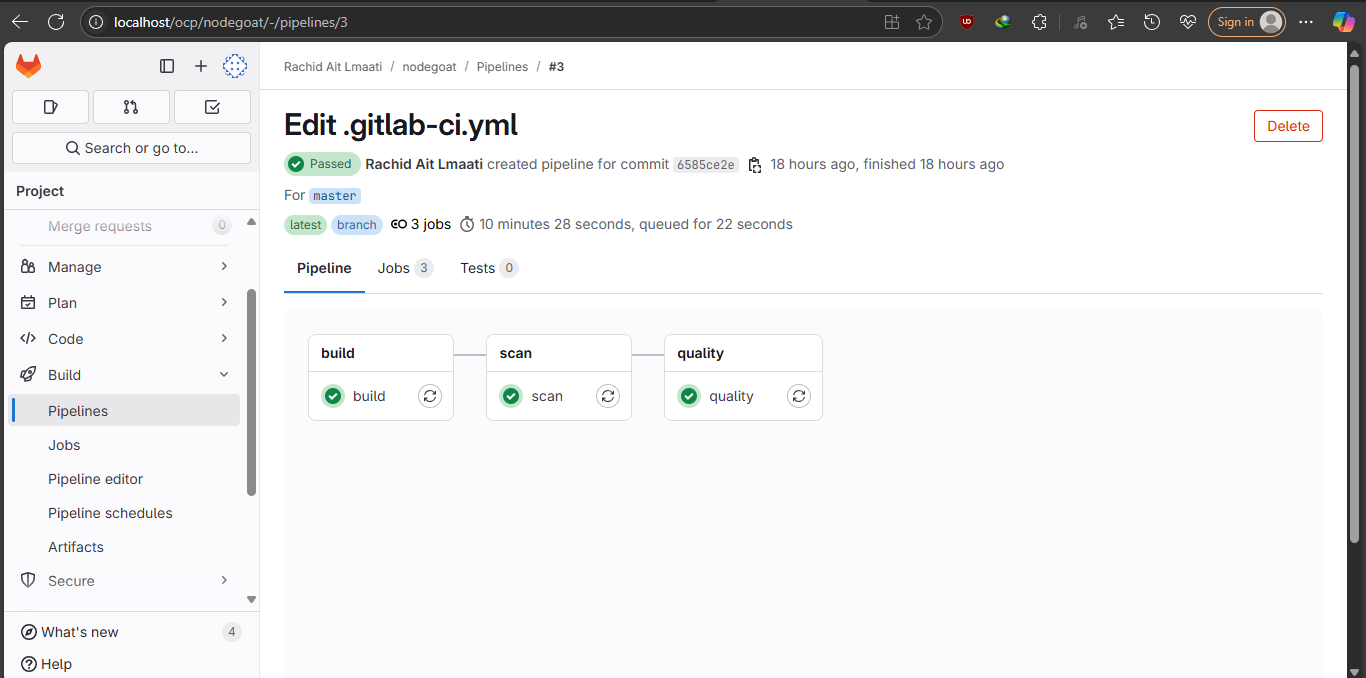 localhost/ocp/nodegoat/-/pipelines/3
Sign in
Rachid Ait Lmaati / nodegoat / Pipelines / #3
Search or go to...
Project
Merge requests 0
Manage
Plan
Code
Build
Pipelines
Jobs
Pipeline editor
Pipeline schedules
Artifacts
Secure
What's new 4
Help
Edit .gitlab-ci.yml
Delete
Passed Rachid Ait Lmaati created pipeline for commit 6585ce2e 18 hours ago, finished 18 hours ago
For master
latest branch 3 jobs 10 minutes 28 seconds, queued for 22 seconds
Pipeline Jobs 3 Tests 0
build scan quality
build scan quality